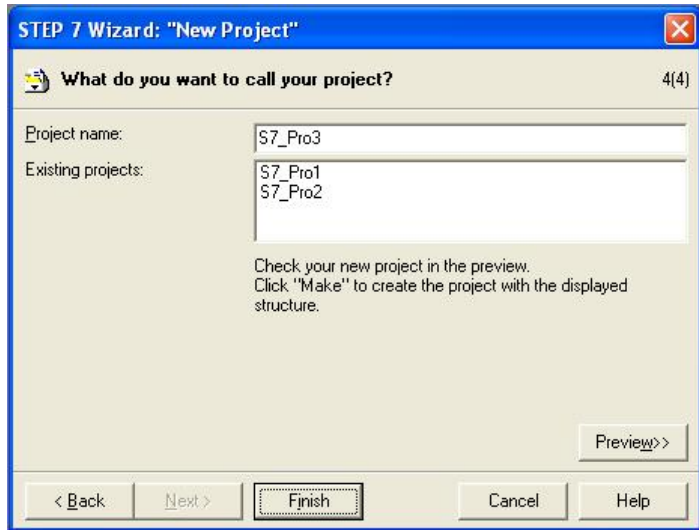 STEP 7 Wizard: "New Project"
What do you want to call your project? 4(4)
Project name: S7_Pro3
Existing projects: S7_Pro1
S7_Pro2
Check your new project in the preview.
Click "Make" to create the project with the displayed
structure.
Preview>>
< Back Next > Finish Cancel Help